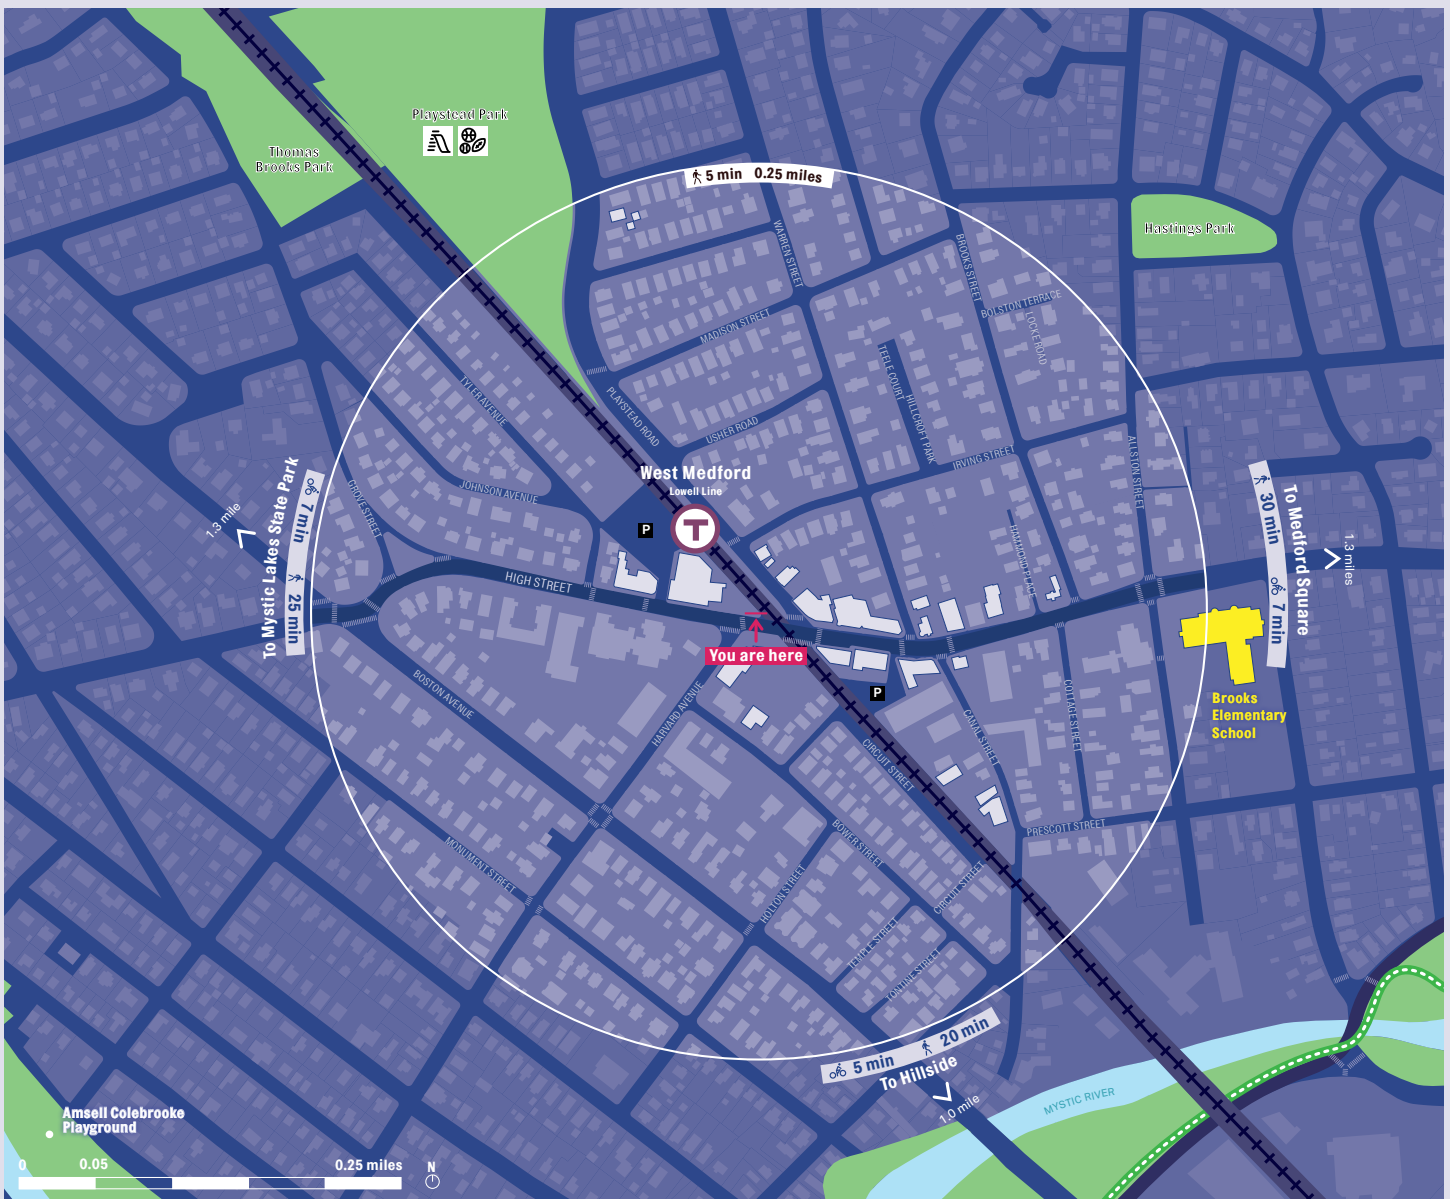 Playstead Park
Thomas
Brooks Park
5 min 0.25 miles
Hastings Park
WARREN STREET
BROOKS STREET
BOLSTON TERRACE
LOCKE ROAD
MADISON STREET
TEELE COURT
HILLCROFT PARK
PLAYSTEAD ROAD
USHER ROAD
TYLER AVENUE
IRVING STREET
ALLSTON STREET
West Medford
Lowell Line
T
P
JOHNSON AVENUE
GROVE STREET
HAMMOND PLACE
HIGH STREET
1.3 mile
To Mystic Lakes State Park
7 min
25 min
30 min
7 min
To Medford Square
1.3 miles
You are here
P
Brooks
Elementary
School
BOSTON AVENUE
HARVARD AVENUE
CIRCUIT STREET
CANAL STREET
COTTAGE STREET
PRESCOTT STREET
MONUMENT STREET
BOWER STREET
HOLTON STREET
CIRCUIT STREET
TEMPLE STREET
FONTINE STREET
5 min
20 min
To Hillside
1.0 mile
MYSTIC RIVER
Amsell Colebrooke
Playground
0 0.05 0.25 miles
N